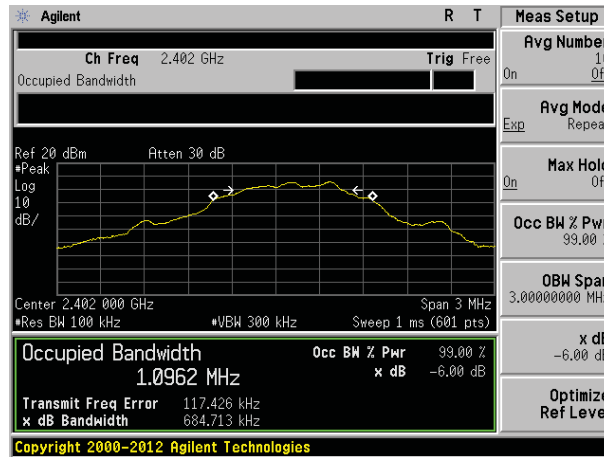 Agilent R T
Ch Freq 2.402 GHz Trig Free
Occupied Bandwidth
Ref 20 dBm Atten 30 dB
#Peak
Log
10
dB/
Center 2.402 000 GHz Span 3 MHz
#Res BW 100 kHz #VBW 300 kHz Sweep 1 ms (601 pts)
Occupied Bandwidth Occ BW % Pwr 99.00 %
1.0962 MHz x dB -6.00 dB
Transmit Freq Error 117.426 kHz
x dB Bandwidth 684.713 kHz
Copyright 2000-2012 Agilent Technologies
Meas Setup
Avg Number
On
Avg Mode
Exp Repeat
Max Hold
On
Occ BW % Pwr
99.00
OBW Span
3.00000000 MHz
x dB
-6.00 dB
Optimize
Ref Level